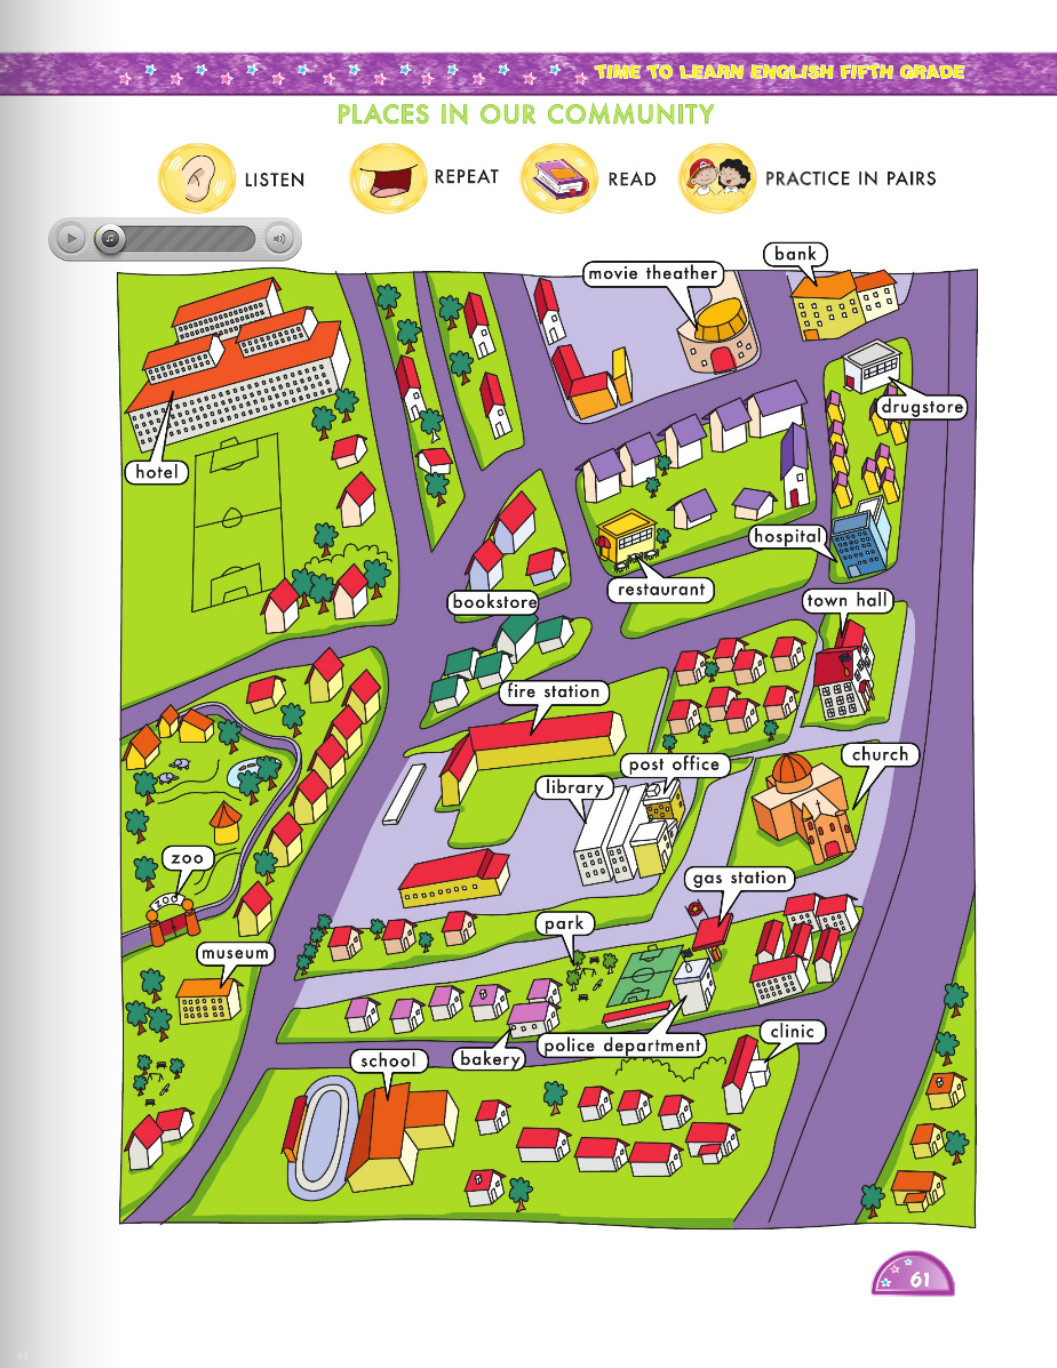 TIME TO LEARN ENGLISH FIFTH GRADE
PLACES IN OUR COMMUNITY
LISTEN
REPEAT
READ
PRACTICE IN PAIRS
bank
movie theather
drugstore
hotel
hospital
restaurant
bookstore
town hall
fire station
church
post office
library
zoo
ZOO
gas station
park
museum
clinic
police department
bakery
school
61